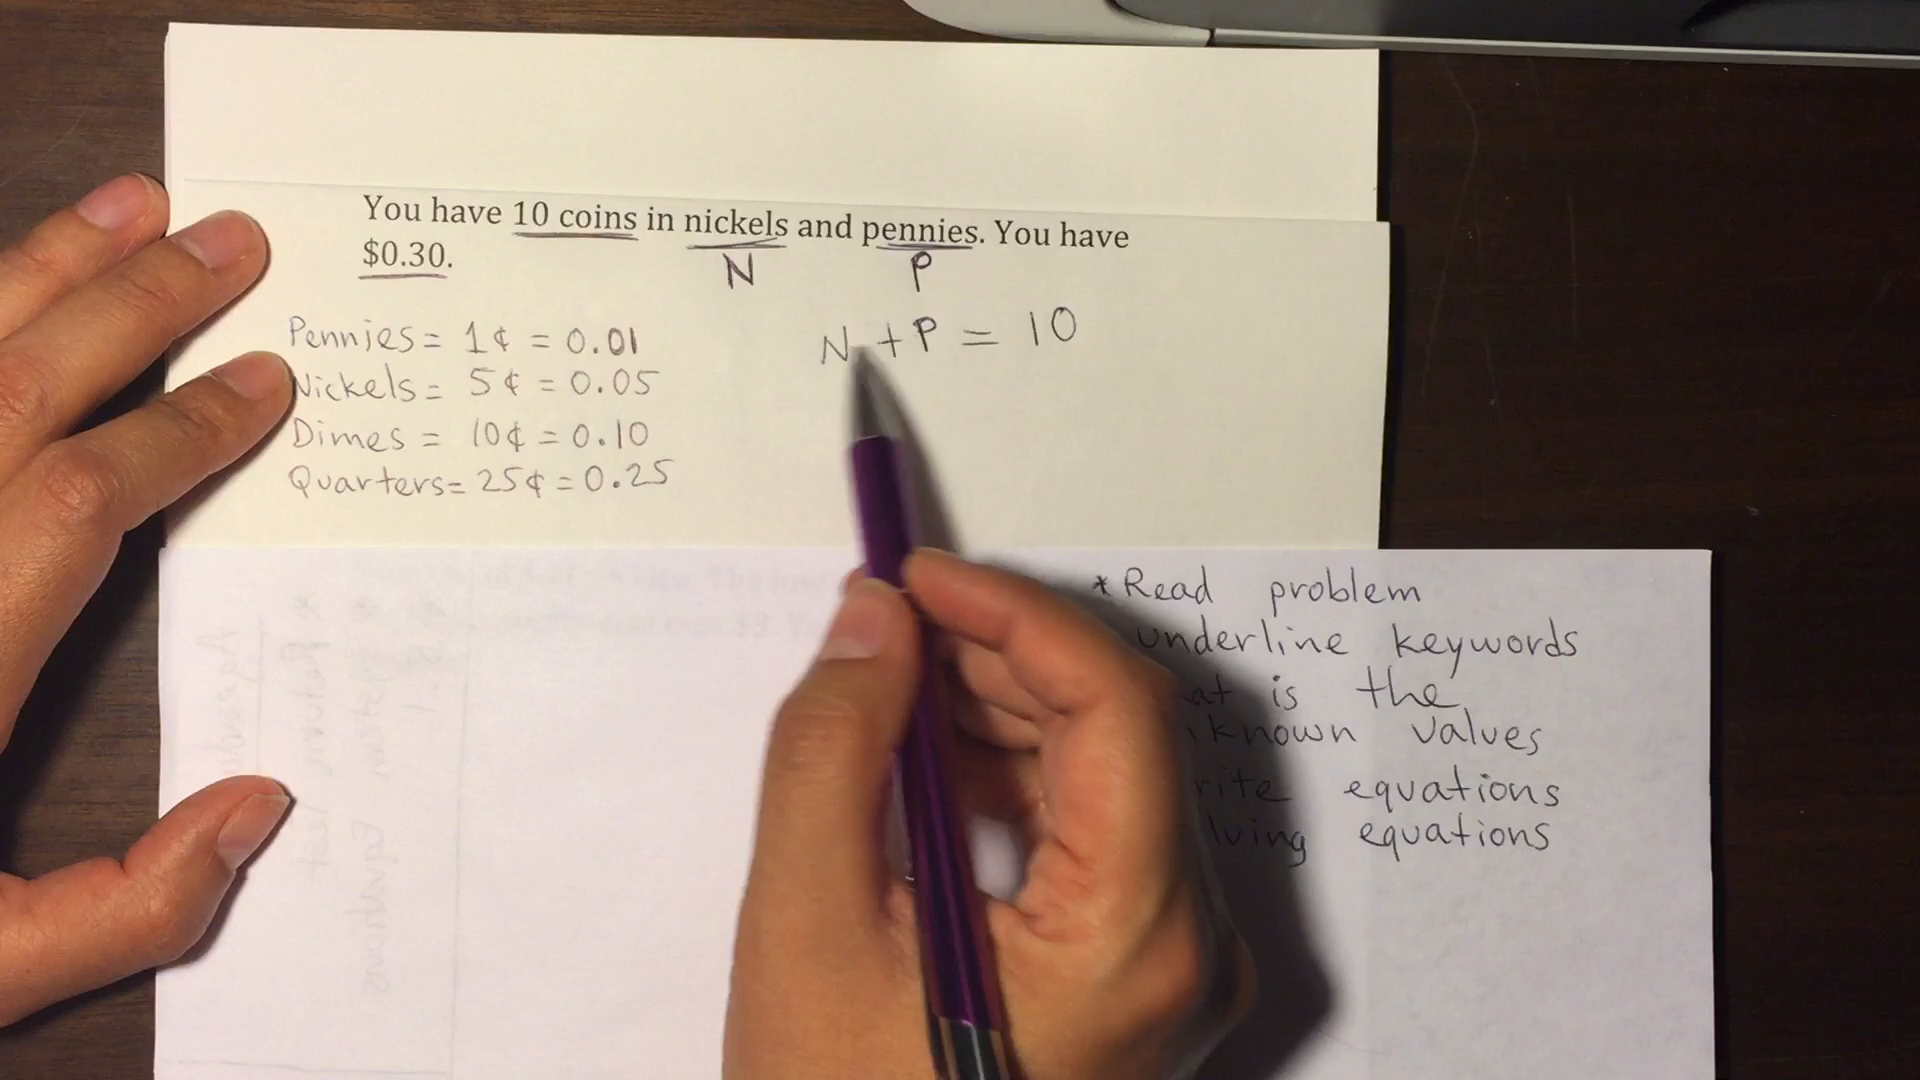 You have 10 coins in nickels and pennies. You have
$0.30.
N P
Pennies = 1¢ = 0.01
Nickels = 5¢ = 0.05
Dimes = 10¢ = 0.10
Quarters = 25¢ = 0.25
N + P = 10
* Read problem
underline keywords
is the
values
equations
equations